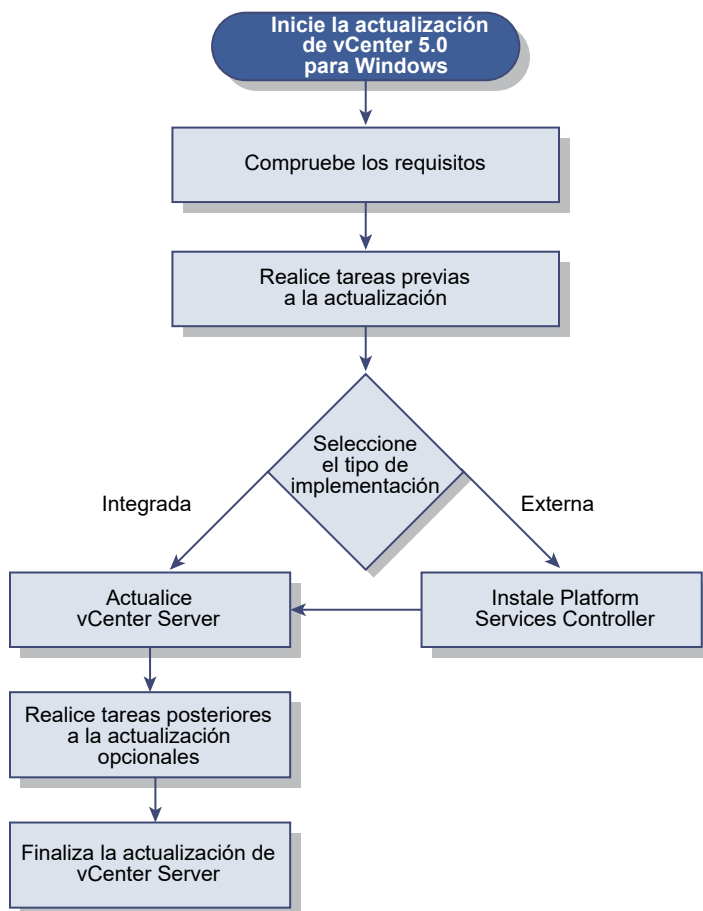 Inicie la actualización
de vCenter 5.0
para Windows
Compruebe los requisitos
Realice tareas previas
a la actualización
Seleccione
el tipo de
implementación
Integrada
Externa
Actualice
vCenter Server
Instale Platform
Services Controller
Realice tareas posteriores
a la actualización
opcionales
Finaliza la actualización de
vCenter Server